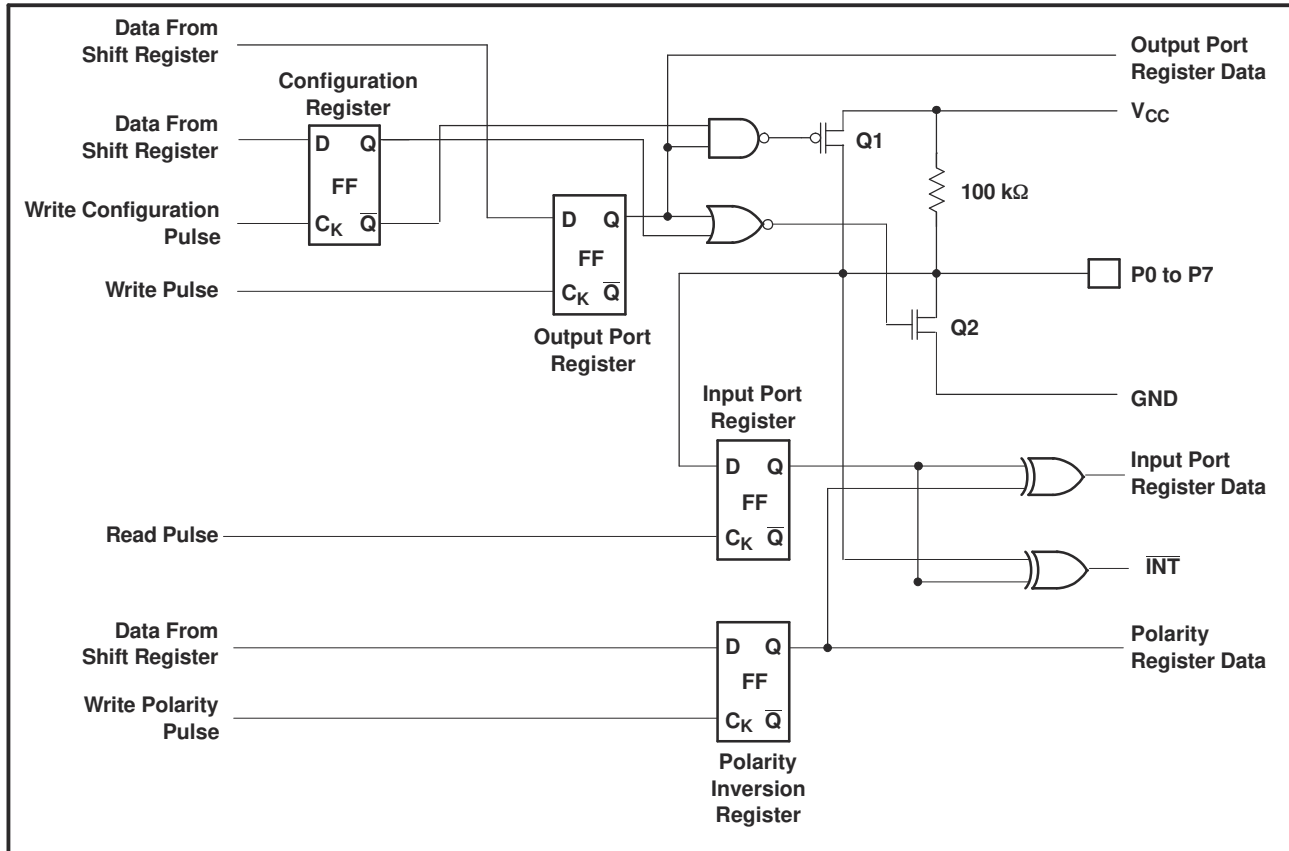 Data From
Shift Register
Configuration
Register
Data From
Shift Register
Write Configuration
Pulse
Write Pulse
D Q
FF
CK Q̅
D Q
FF
CK Q̅
Output Port
Register
Output Port
Register Data
VCC
Q1
100 kΩ
P0 to P7
Q2
GND
Input Port
Register
D Q
FF
CK Q̅
Read Pulse
Input Port
Register Data
I̅N̅T̅
Data From
Shift Register
Write Polarity
Pulse
D Q
FF
CK Q̅
Polarity
Inversion
Register
Polarity
Register Data